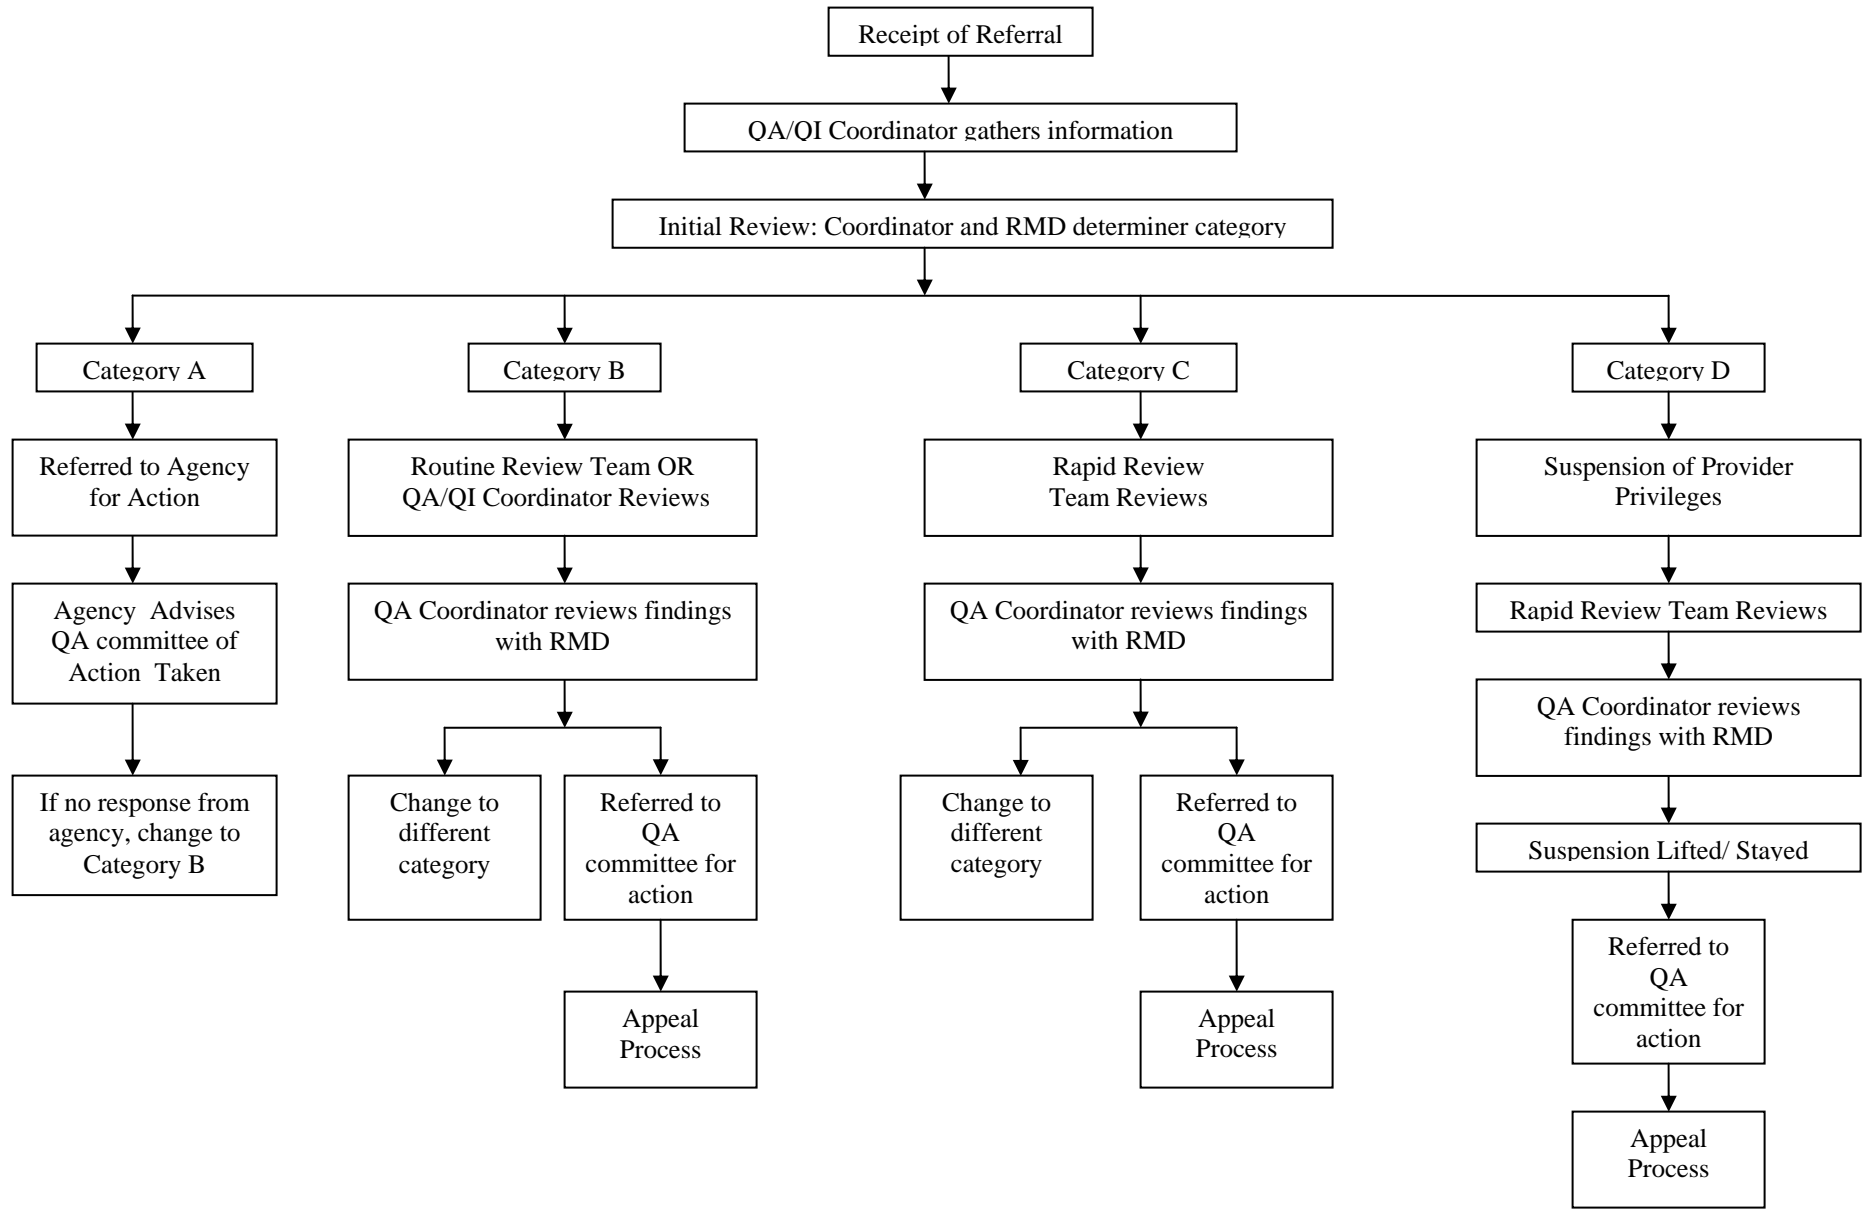 Receipt of Referral
QA/QI Coordinator gathers information
Initial Review: Coordinator and RMD determiner category
Category A
Referred to Agency
for Action
Agency Advises
QA committee of
Action Taken
If no response from
agency, change to
Category B
Category B
Routine Review Team OR
QA/QI Coordinator Reviews
QA Coordinator reviews findings
with RMD
Change to
different
category
Referred to
QA
committee for
action
Appeal
Process
Category C
Rapid Review
Team Reviews
QA Coordinator reviews findings
with RMD
Change to
different
category
Referred to
QA
committee for
action
Appeal
Process
Category D
Suspension of Provider
Privileges
Rapid Review Team Reviews
QA Coordinator reviews
findings with RMD
Suspension Lifted/ Stayed
Referred to
QA
committee for
action
Appeal
Process